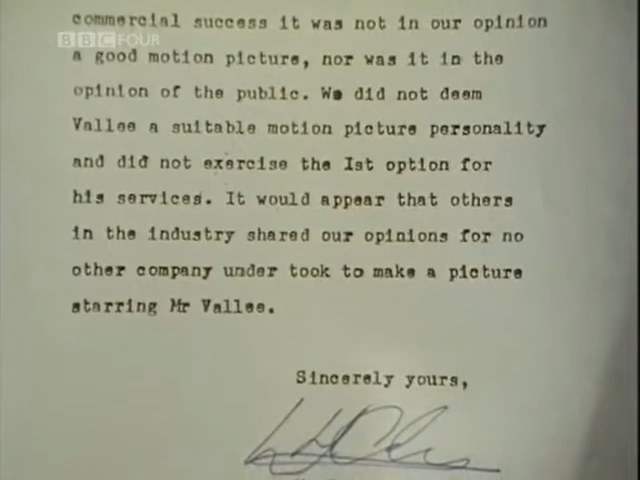 commercial success it was not in our opinion
BBC FOUR
a good motion picture, nor was it in the
opinion of the public. We did not deem
Vallee a suitable motion picture personality
and did not exercise the Ist option for
his services. It would appear that others
in the industry shared our opinions for no
other company under took to make a picture
starring Mr Vallee.
Sincerely yours,